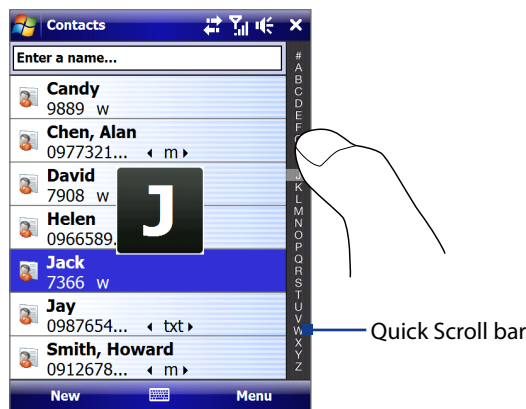 Contacts
Enter a name...
Candy
9889 w
Chen, Alan
0977321... m
David
7908 w
J
Helen
0966589.
Jack
7366 w
Jay
0987654... txt
Smith, Howard
0912678... m
New
Menu
#
A
B
C
D
E
F
J
K
L
M
N
O
P
Q
R
S
T
U
V
W
X
Y
Z
Quick Scroll bar